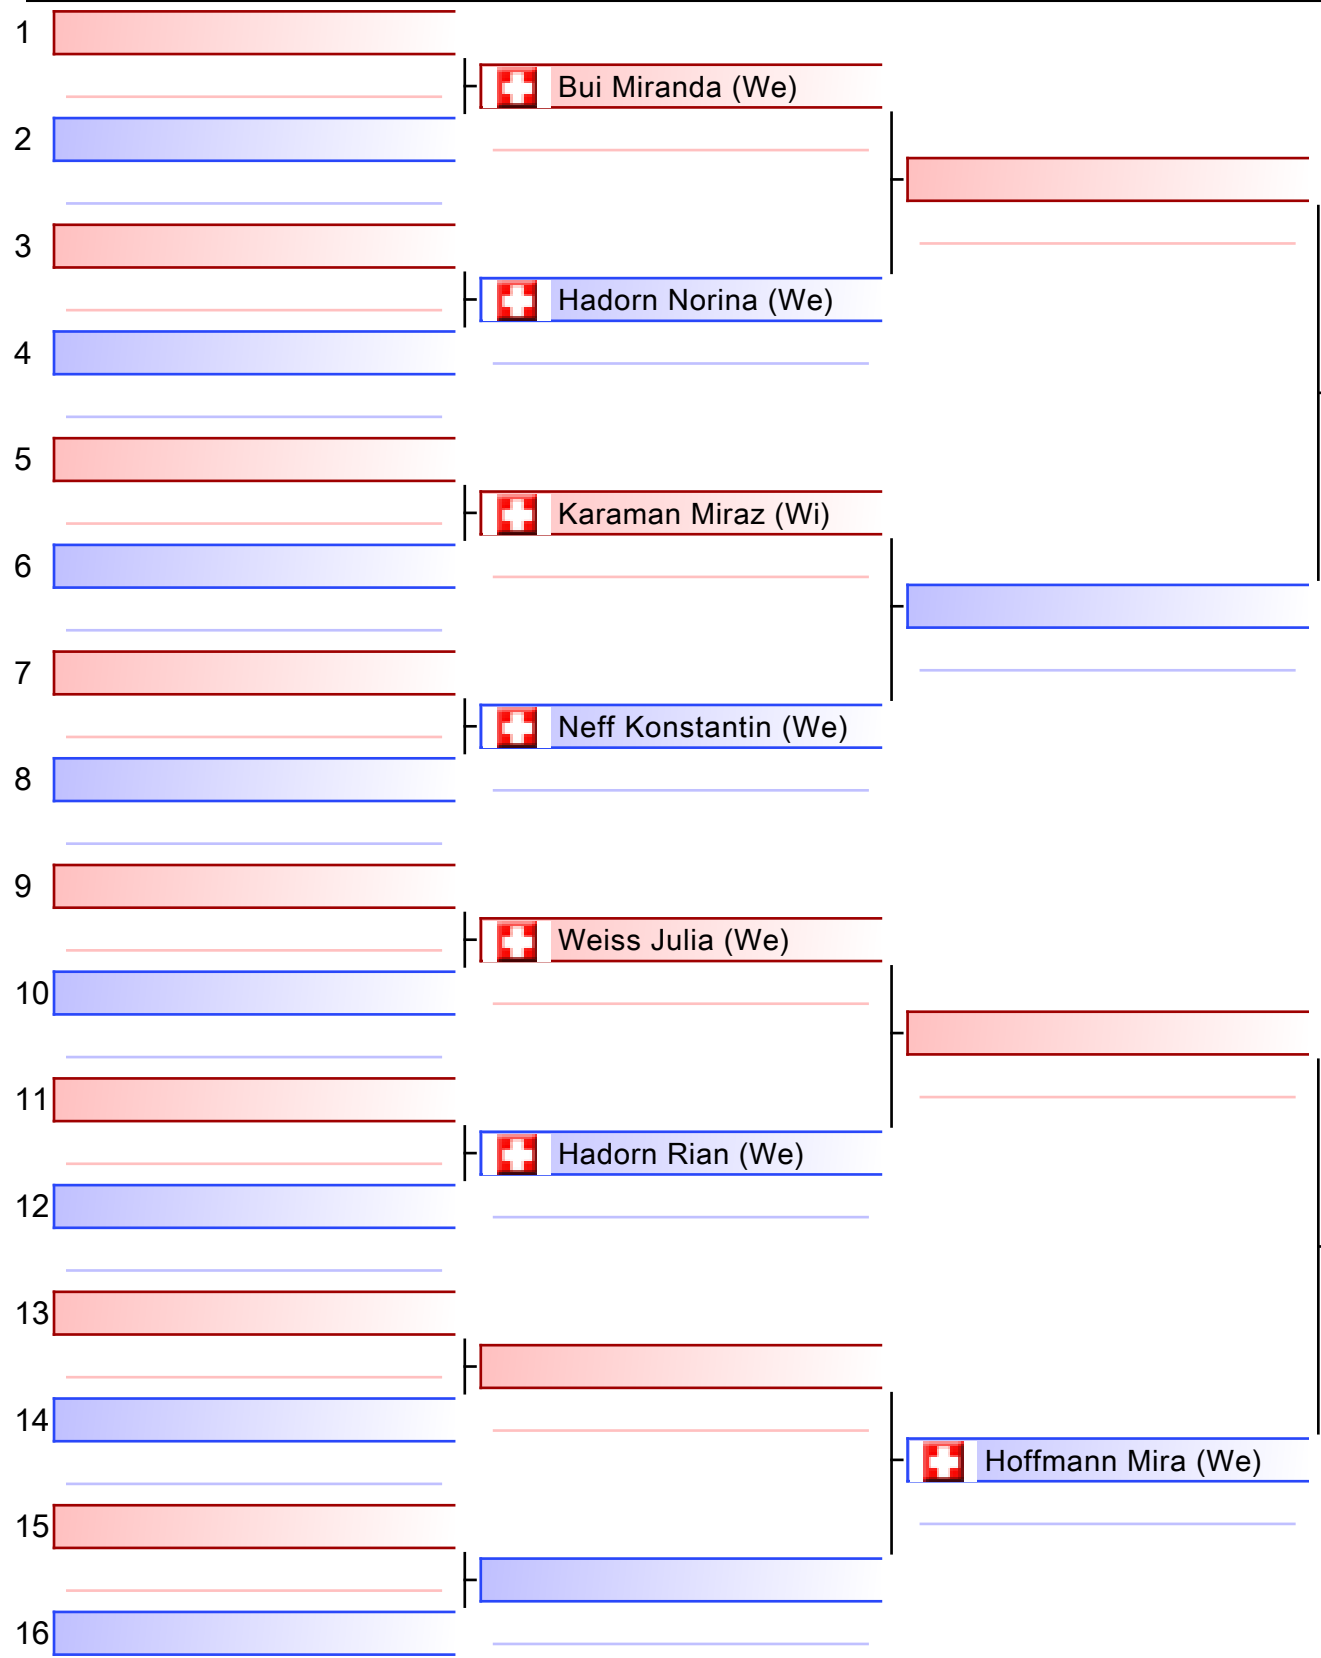 1
Bui Miranda (We)
2
3
Hadorn Norina (We)
4
5
Karaman Miraz (Wi)
6
7
Neff Konstantin (We)
8
9
Weiss Julia (We)
10
11
Hadorn Rian (We)
12
13
14
Hoffmann Mira (We)
15
16